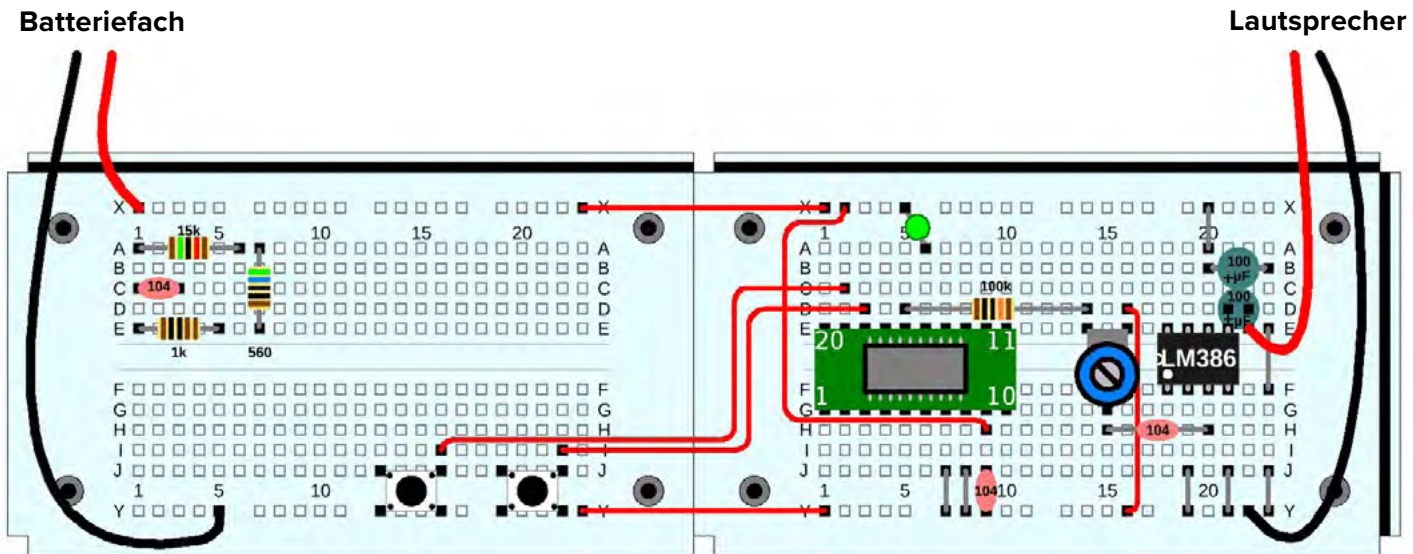 Batteriefach
Lautsprecher
X X X X
1 15k 5 10 20 1 5 10 15 20
A A A A
B B B 100 B
+µF
C 104 C C C
D D D 100k 100 D
+µF
E E E E
1k 560
20 11 LM386
1 10
F F F F
G G G G
H H H 104 H
I I I I
J J J J
1 5 10 20 1 5 104 10 15 20
Y Y Y Y